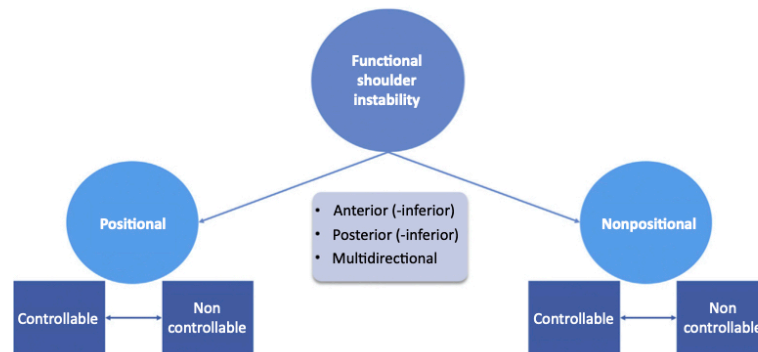 Functional
shoulder
instability
Positional
• Anterior (-inferior)
• Posterior (-inferior)
• Multidirectional
Nonpositional
Controllable
Non
controllable
Controllable
Non
controllable